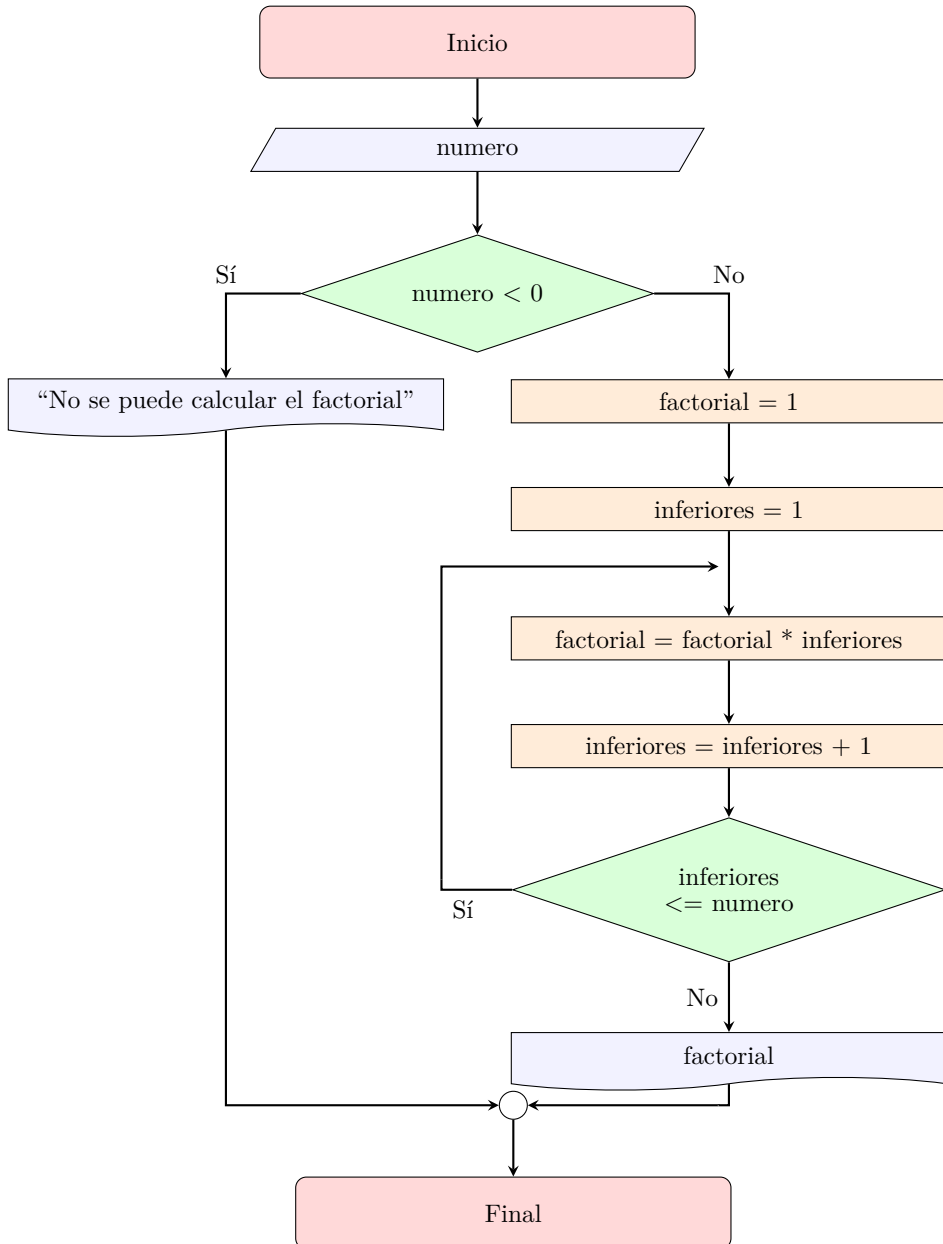 Inicio
numero
numero < 0
Sí
No
“No se puede calcular el factorial”
factorial = 1
inferiores = 1
factorial = factorial * inferiores
inferiores = inferiores + 1
inferiores
<= numero
Sí
No
factorial
Final